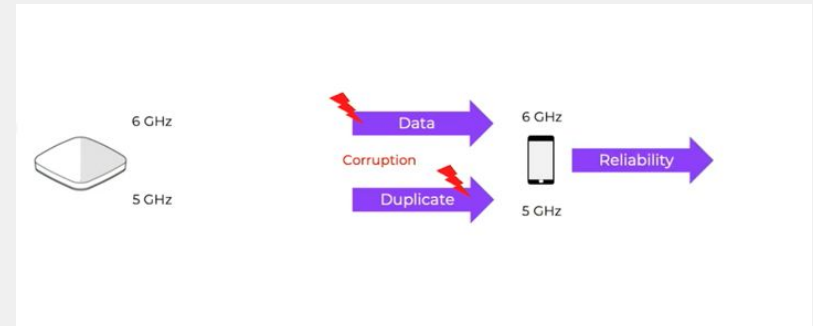 6 GHz
Data
6 GHz
Corruption
Reliability
5 GHz
Duplicate
5 GHz